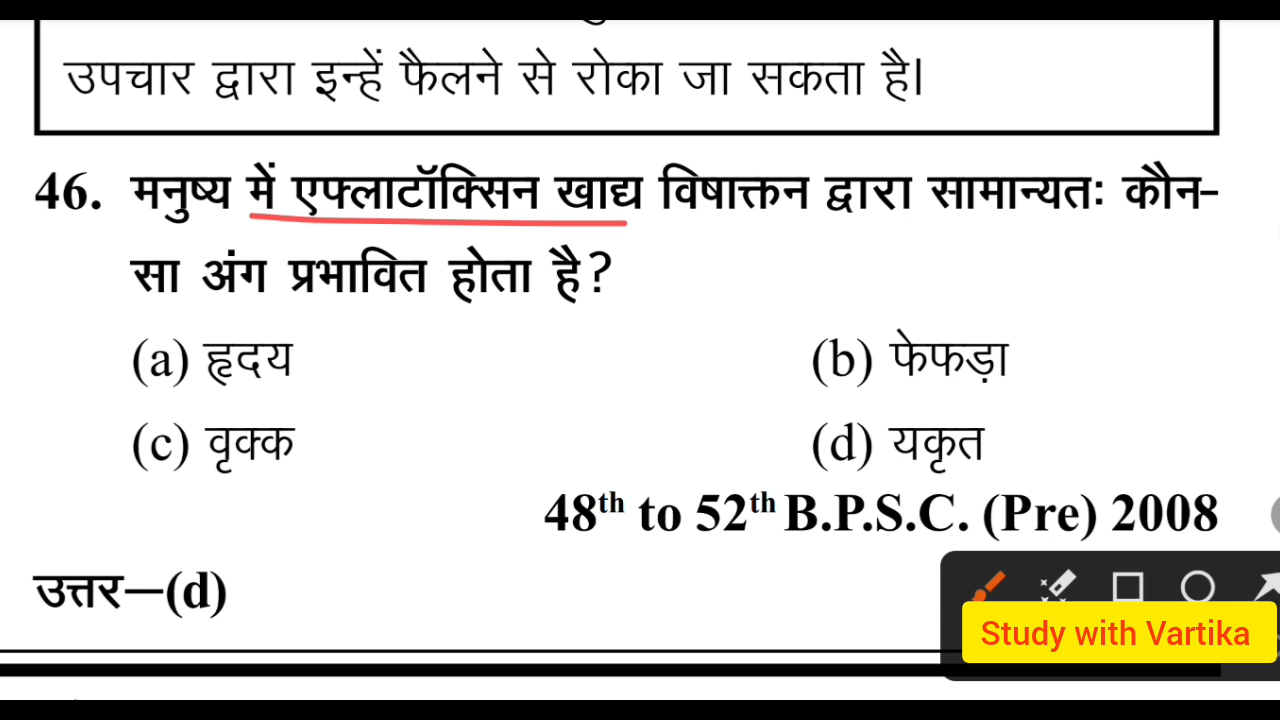 उपचार द्वारा इन्हें फैलने से रोका जा सकता है।
46. मनुष्य में एफ्लाटॉक्सिन खाद्य विषाक्तन द्वारा सामान्यतः कौन-
सा अंग प्रभावित होता है?
(a) हृदय (b) फेफड़ा
(c) वृक्क (d) यकृत
48th to 52th B.P.S.C. (Pre) 2008
उत्तर—(d)
Study with Vartika